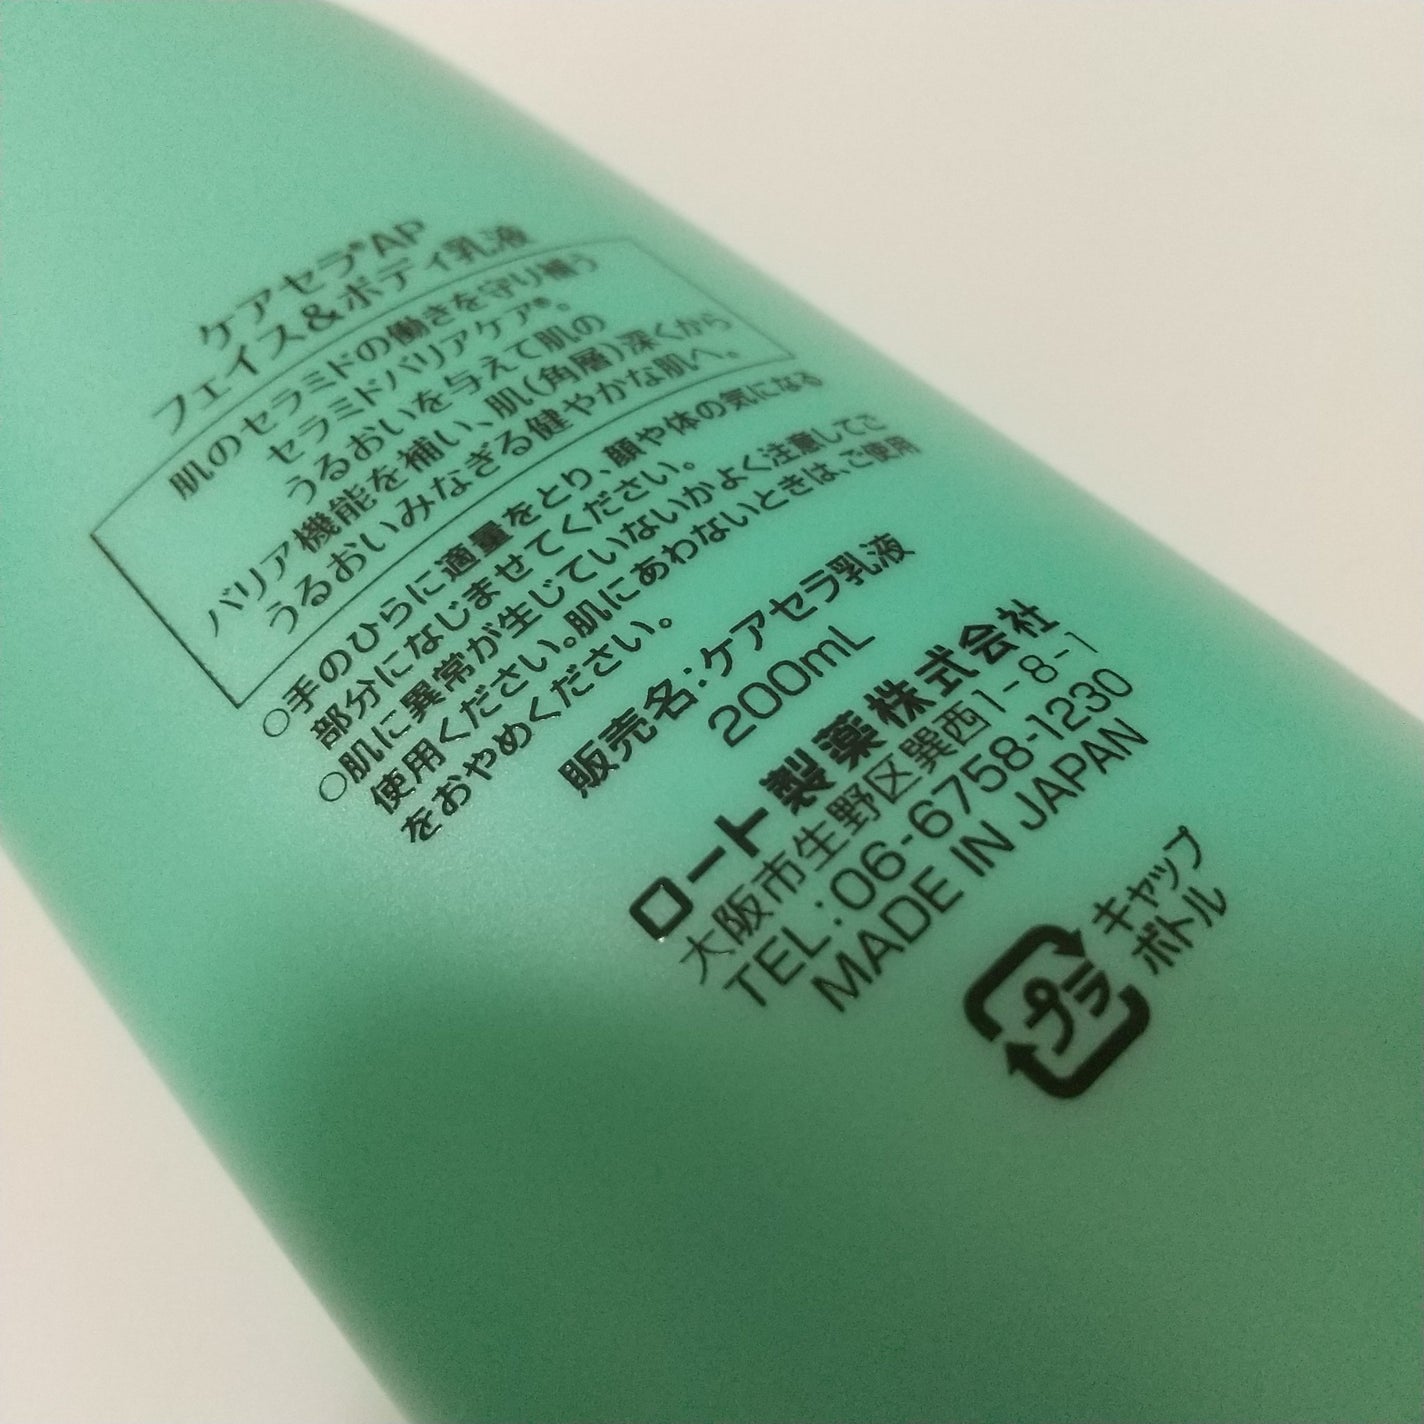 ケアセラ®AP
フェイス&ボディ乳液
肌のセラミドの働きを守り補う
セラミドバリアケア®。
うるおいを与えて肌の
バリア機能を補い、肌(角層)深くから
うるおいみなぎる健やかな肌へ。
○手のひらに適量をとり、顔や体の気になる
部分になじませてください。
○肌に異常が生じていないかよく注意してご
使用ください。肌にあわないときは、ご使用
をおやめください。
販売名:ケアセラ乳液
200mL
ロート製薬株式会社
大阪市生野区巽西1-8-1
TEL:06-6758-1230
MADE IN JAPAN
プラ
キャップ
ボトル